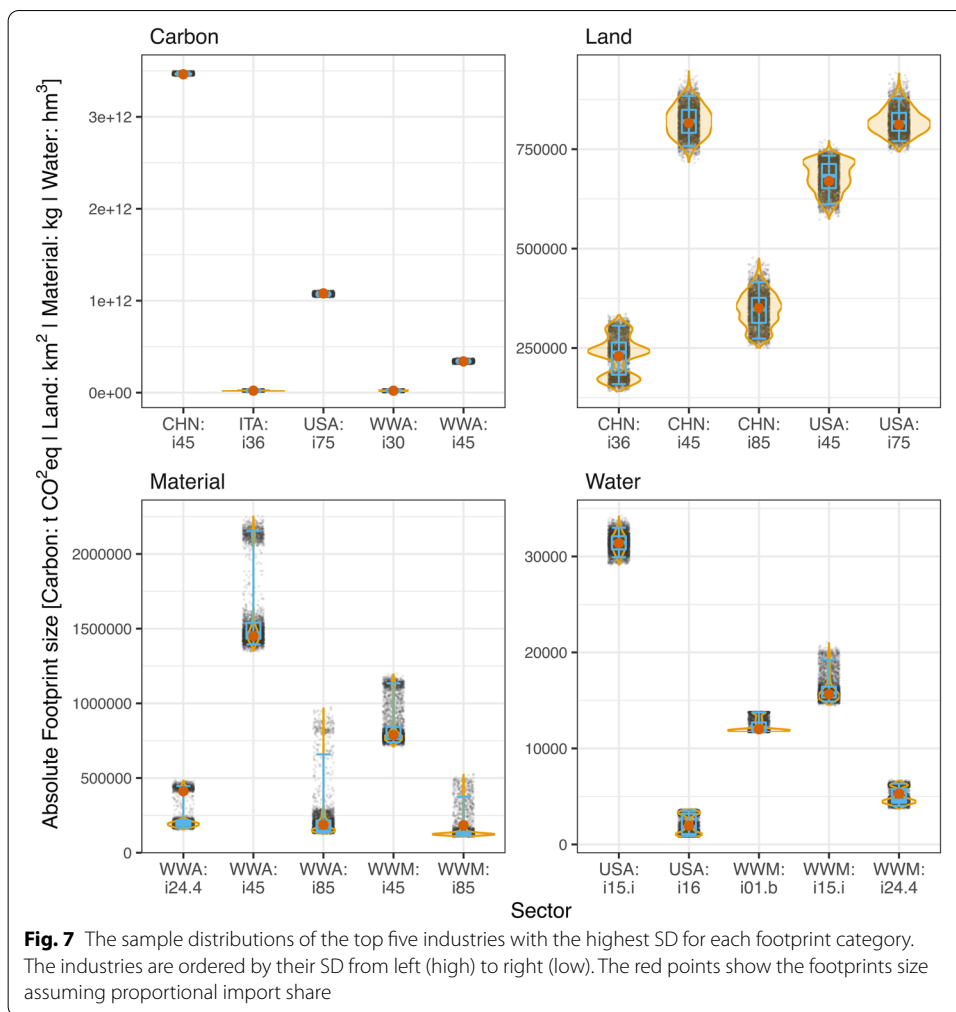 Carbon
3e+12
2e+12
1e+12
0e+00
CHN: i45
ITA: i36
USA: i75
WWA: i30
WWA: i45
Land
750000
500000
250000
CHN: i36
CHN: i45
CHN: i85
USA: i45
USA: i75
Absolute Footprint size [Carbon: t CO²eq | Land: km² | Material: kg | Water: hm³]
Material
2000000
1500000
1000000
500000
0
WWA: i24.4
WWA: i45
WWA: i85
WWM: i45
WWM: i85
Water
30000
20000
10000
0
USA: i15.i
USA: i16
WWM: i01.b
WWM: i15.i
WWM: i24.4
Sector
Fig. 7 The sample distributions of the top five industries with the highest SD for each footprint category.
The industries are ordered by their SD from left (high) to right (low). The red points show the footprints size
assuming proportional import share